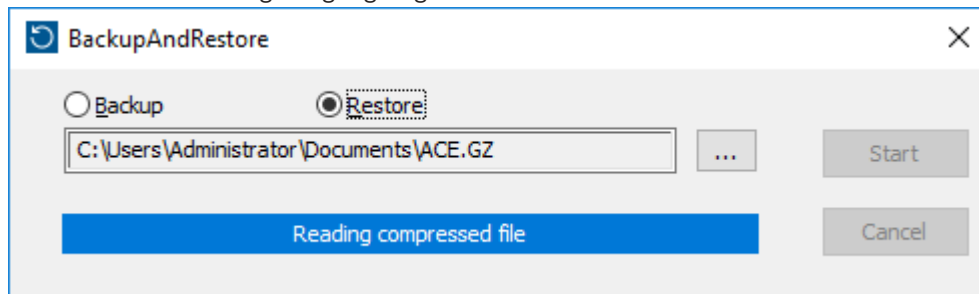 BackupAndRestore
Backup Restore
C:\Users\Administrator\Documents\ACE.GZ ... Start
Reading compressed file Cancel